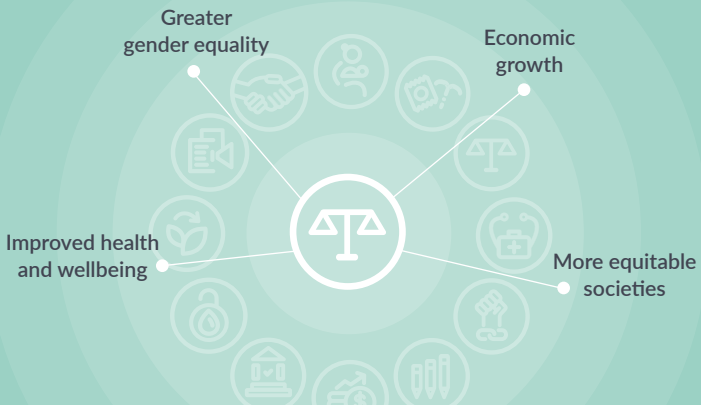 Greater
gender equality
Economic
growth
Improved health
and wellbeing
More equitable
societies